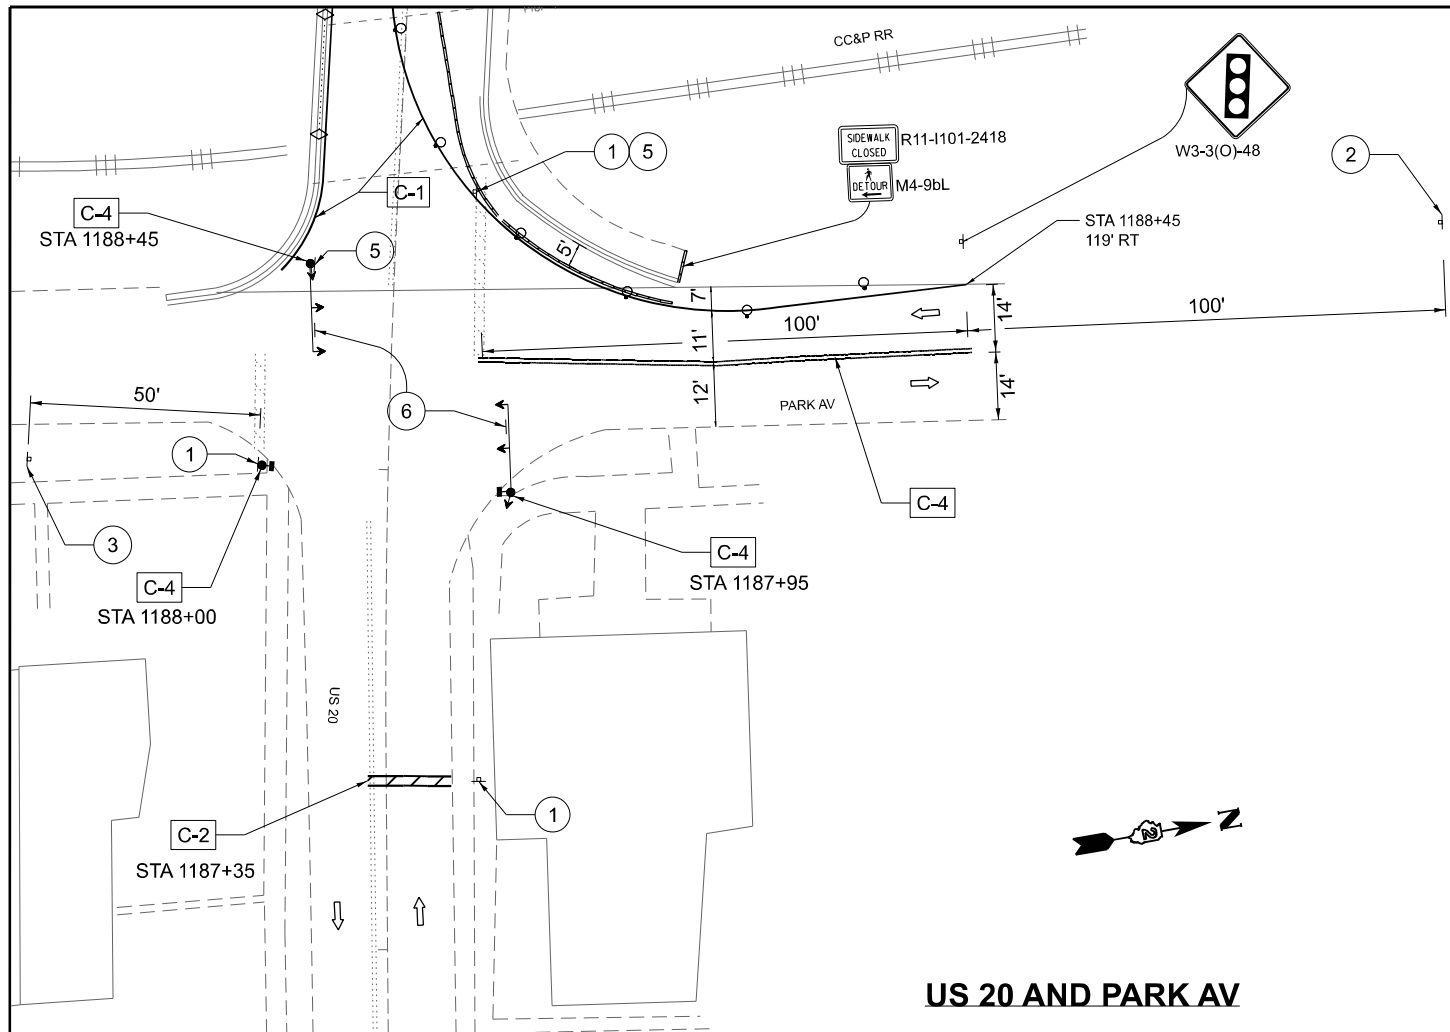 CC&P RR
SIDEWALK
CLOSED
R11-I101-2418
DETOUR
M4-9bL
W3-3(O)-48
2
1
5
C-1
C-4
STA 1188+45
5
STA 1188+45
119' RT
5'
7'
14'
100'
100'
11'
12'
14'
50'
6
PARK AV
1
C-4
3
C-4
STA 1187+95
C-4
STA 1188+00
US 20
1
C-2
STA 1187+35
2
N
US 20 AND PARK AV